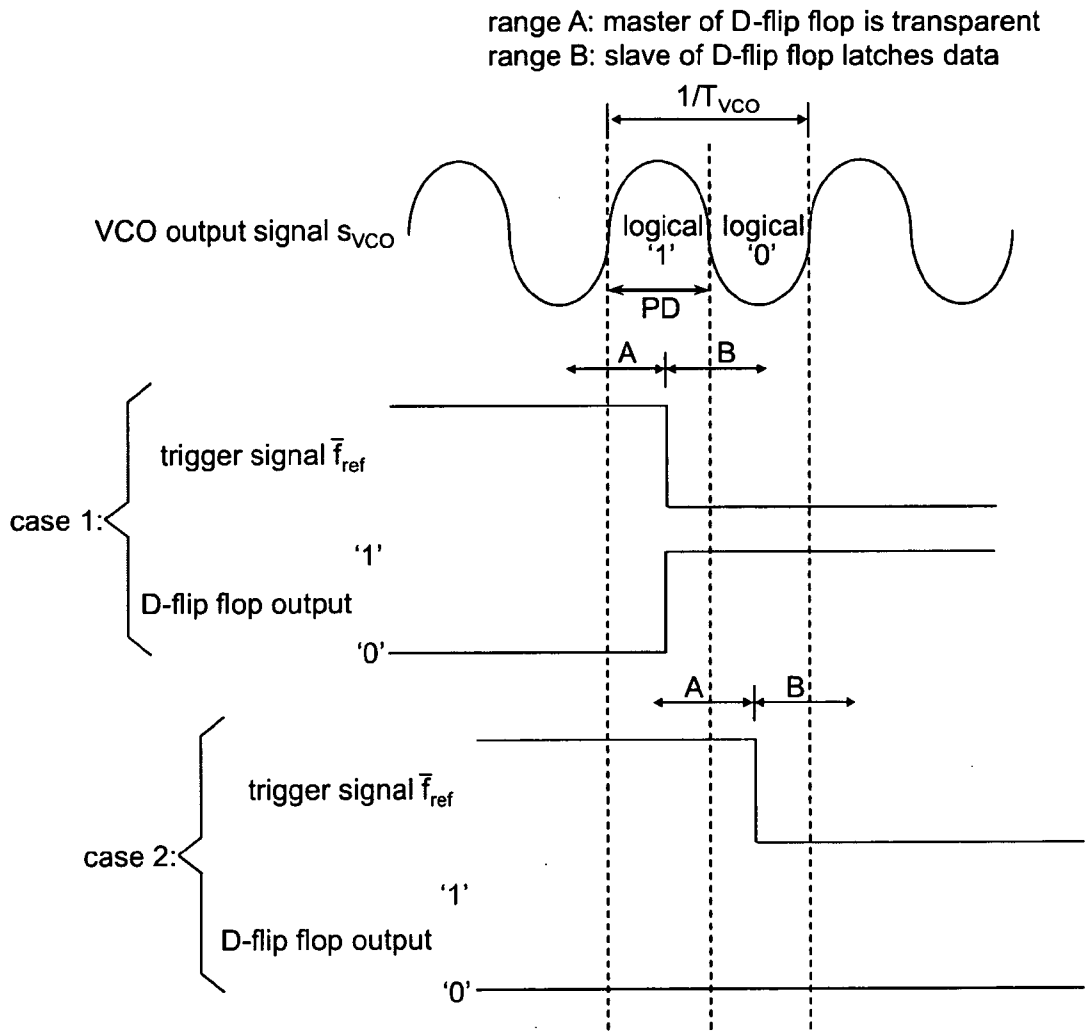 range A: master of D-flip flop is transparent
range B: slave of D-flip flop latches data
1/T_VCO
VCO output signal s_VCO
logical '1'
logical '0'
PD
A
B
case 1:
trigger signal f̄_ref
'1'
D-flip flop output
'0'
A
B
case 2:
trigger signal f̄_ref
'1'
D-flip flop output
'0'